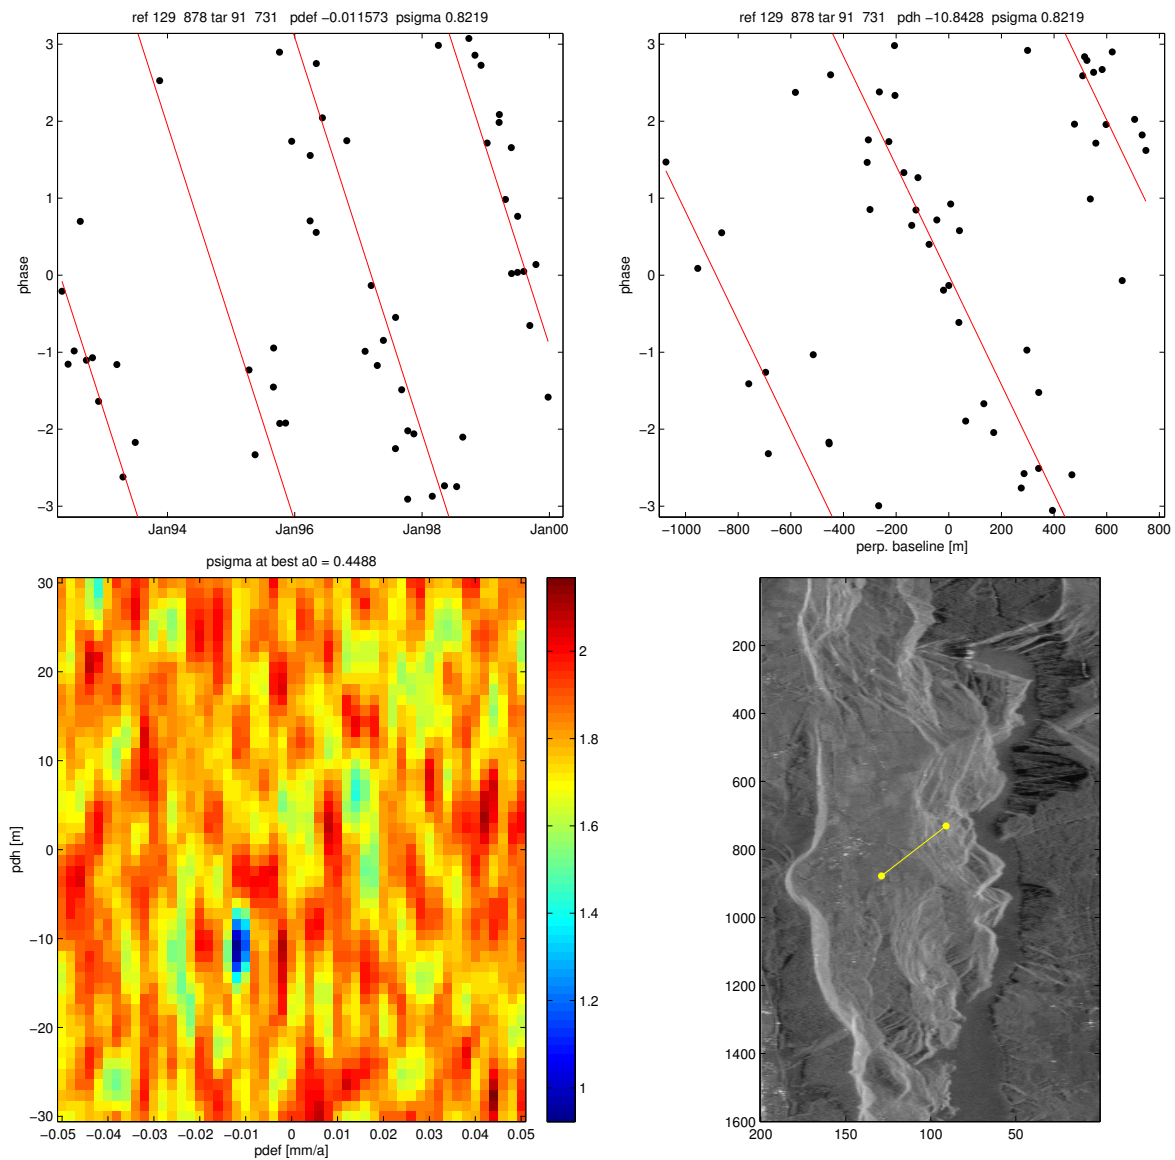 ref 129  878 tar 91  731    pdef −0.011573  psigma 0.8219
3
2
1
0
−1
−2
−3
phase
Jan94
Jan96
Jan98
Jan00
ref 129  878 tar 91  731    pdh −10.8428   psigma 0.8219
3
2
1
0
−1
−2
−3
phase
−1000 −800 −600 −400 −200 0 200 400 600 800
perp. baseline [m]
psigma at best a0 = 0.4488
30
20
10
0
−10
−20
−30
pdh [m]
−0.05 −0.04 −0.03 −0.02 −0.01 0 0.01 0.02 0.03 0.04 0.05
pdef [mm/a]
2
1.8
1.6
1.4
1.2
1
200
400
600
800
1000
1200
1400
1600
200 150 100 50